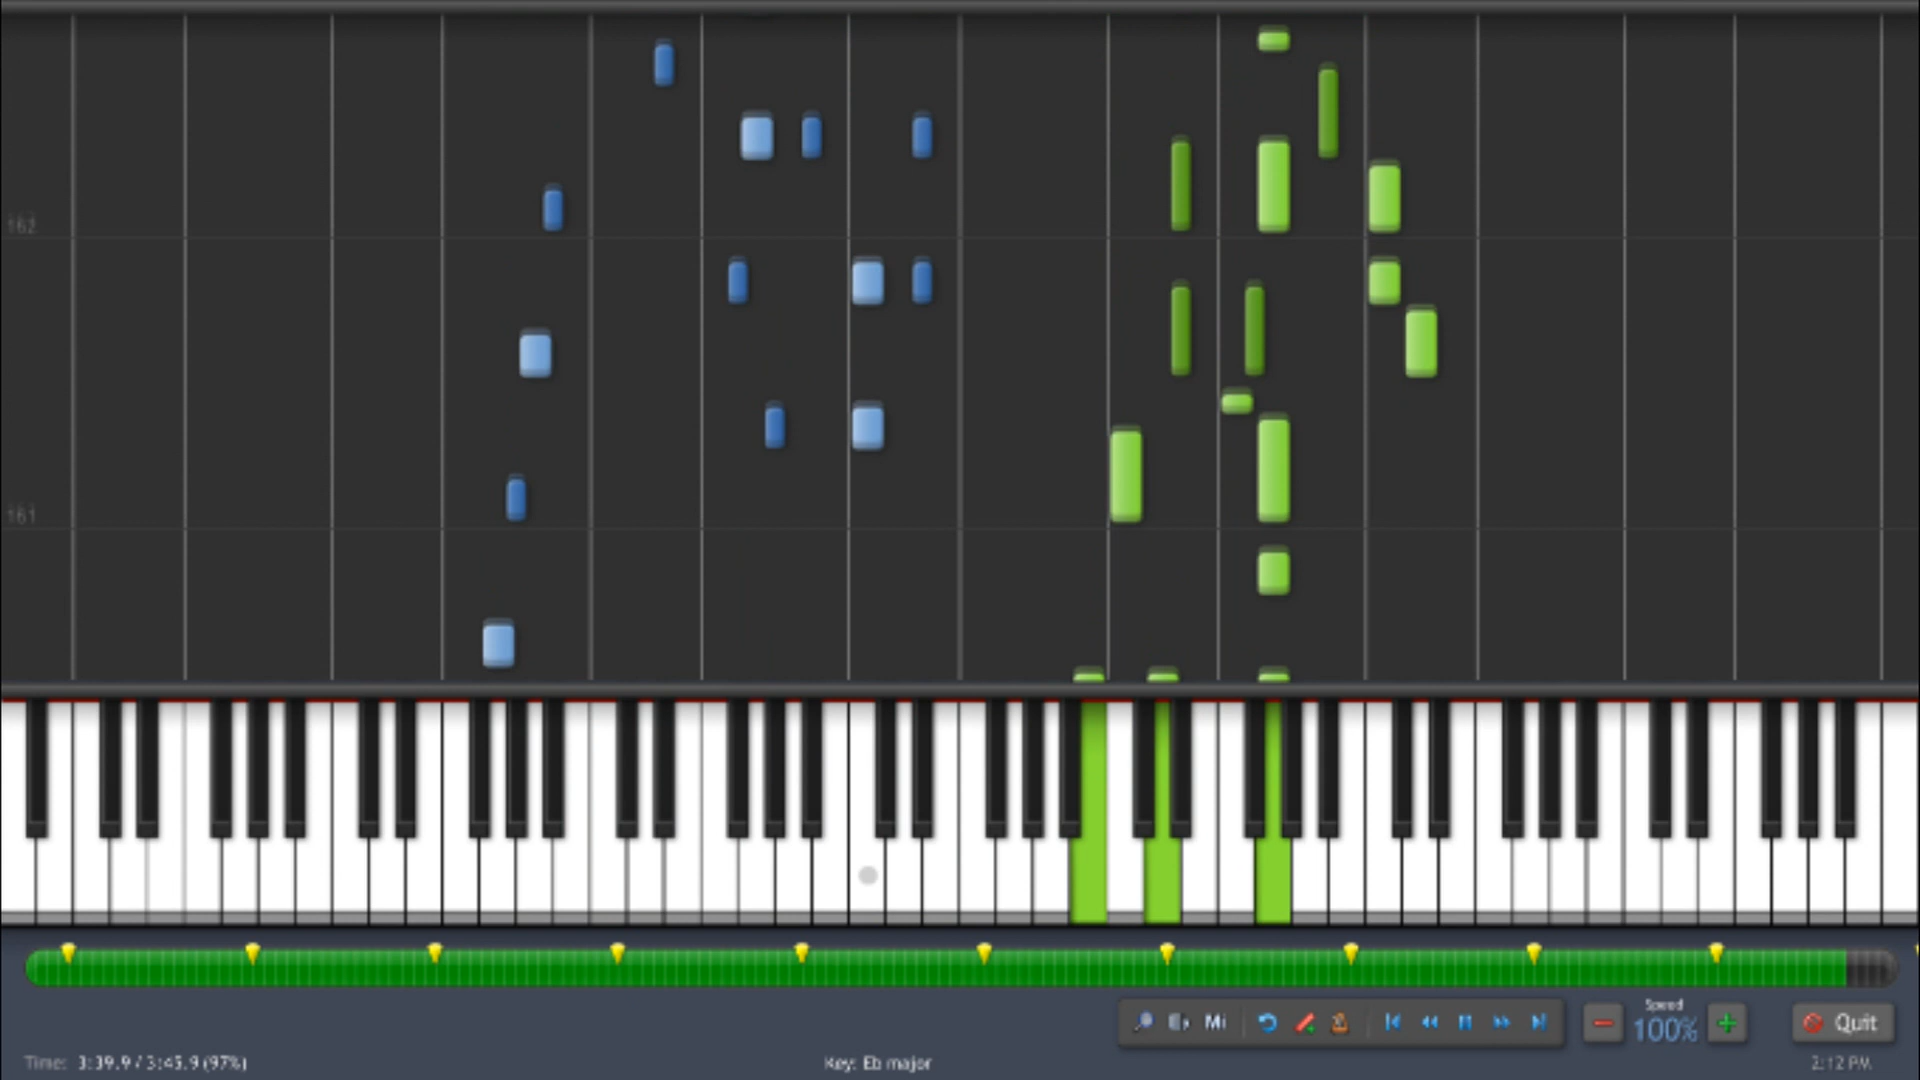 162
161
Mi
Speed
100%
Quit
Time: 3:39.9 / 3:45.9 (97%)
Key: Eb major
2:12 PM